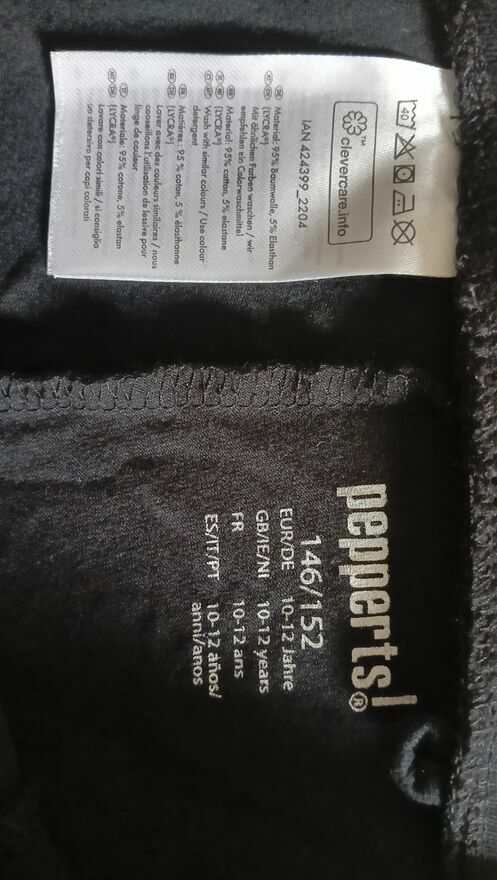 40
clevercare.info
IAN 424399_2204
Material: 95% Baumwolle, 5% Elasthan
(LYCRA®)
Mit ähnlichen Farben waschen / wir
empfehlen ein Colorwaschmittel
Material: 95% cotton, 5% elastane
(LYCRA®)
Wash with similar colours / Use colour
detergent
Matières: 95 % coton, 5 % élasthanne
(LYCRA®)
Laver avec des couleurs similaires / nous
conseillons l'utilisation de lessive pour
linge de couleur
Materiale: 95% cotone, 5% elastan
(LYCRA®)
Lavare con colori simili / si consiglia
un detersivo per capi colorati
pepperts!®
146/152
EUR/DE 10-12 Jahre
GB/IE/NI 10-12 years
FR 10-12 ans
ES/IT/PT 10-12 años/
anni/anos